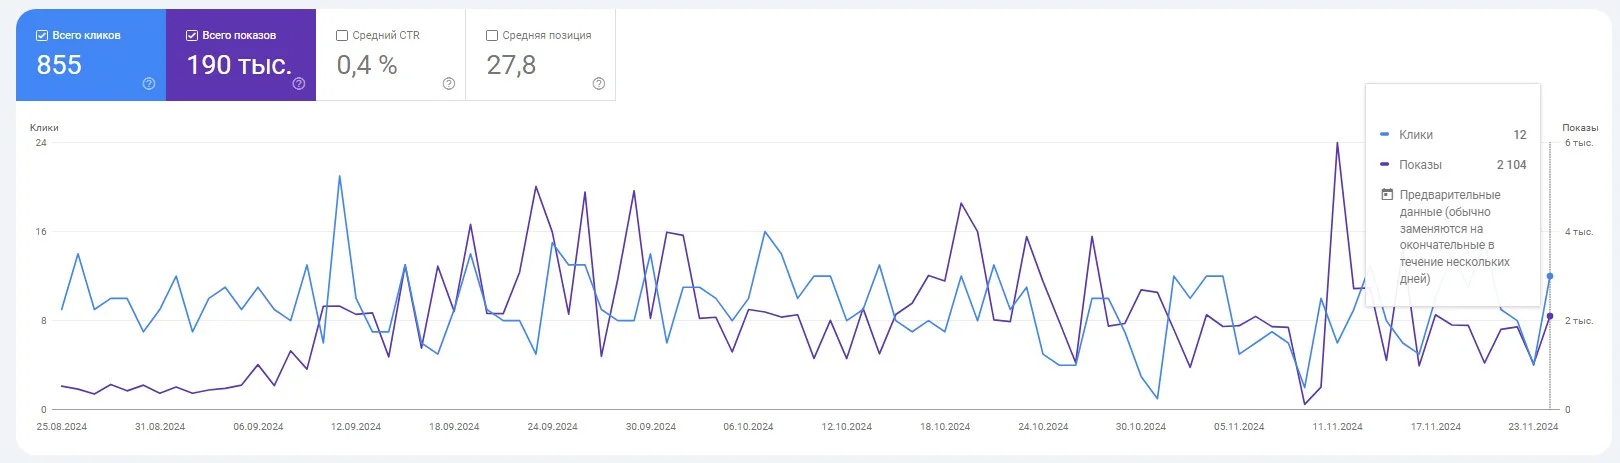 Всего кликов
855
Всего показов
190 тыс.
Средний CTR
0,4 %
Средняя позиция
27,8
Клики
Показы
24
16
8
0
6 тыс.
4 тыс.
2 тыс.
0
Клики 12
Показы 2 104
Предварительные
данные (обычно
заменяются на
окончательные в
течение нескольких
дней)
25.08.2024 31.08.2024 06.09.2024 12.09.2024 18.09.2024 24.09.2024 30.09.2024 06.10.2024 12.10.2024 18.10.2024 24.10.2024 30.10.2024 05.11.2024 11.11.2024 17.11.2024 23.11.2024